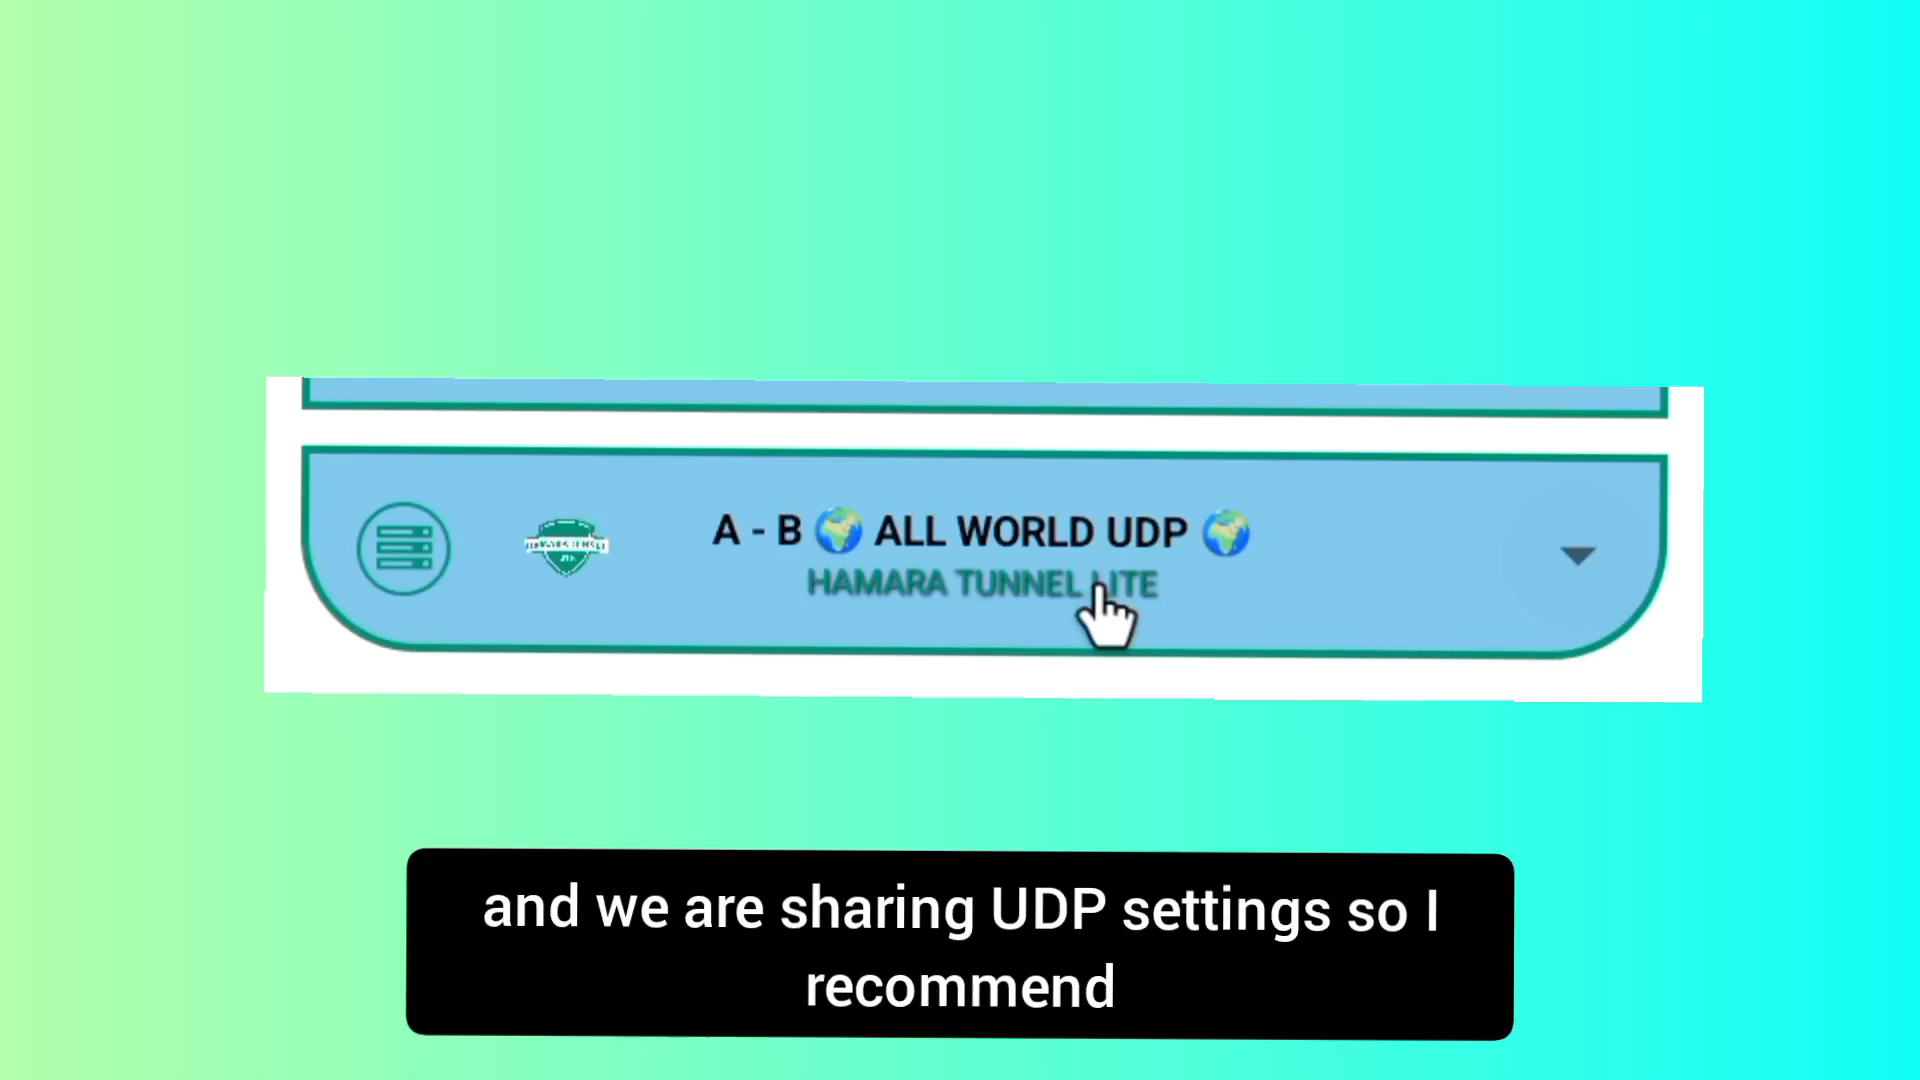 A - B 🌍 ALL WORLD UDP 🌍
HAMARA TUNNEL LITE
and we are sharing UDP settings so I
recommend